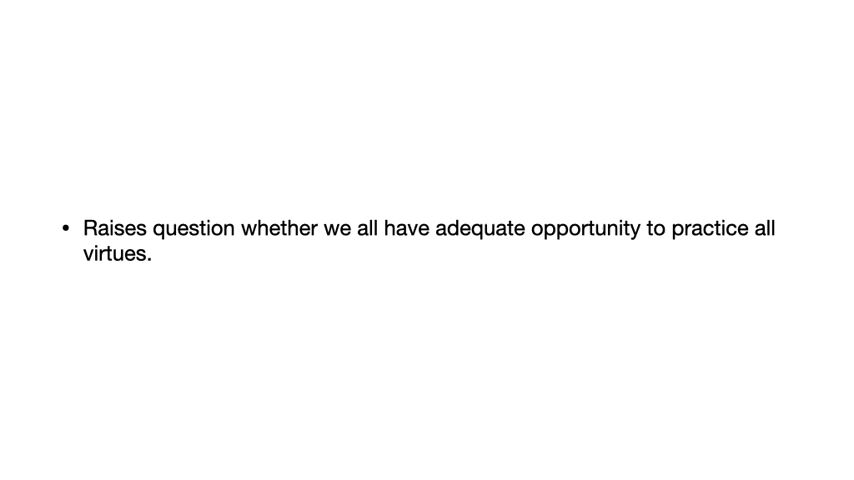 • Raises question whether we all have adequate opportunity to practice all
virtues.